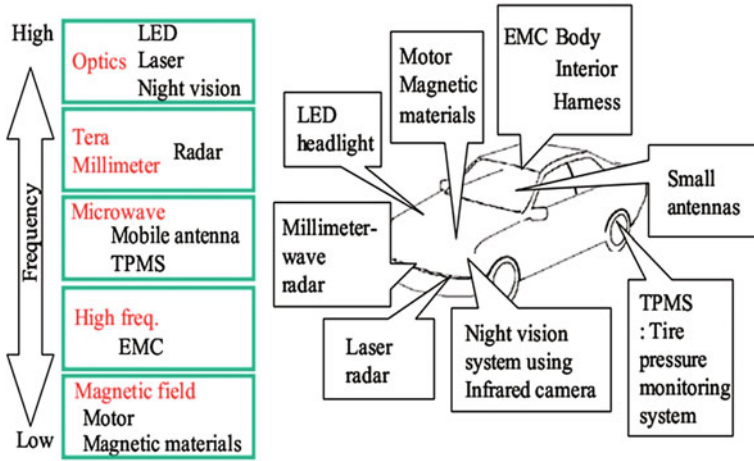 High
Frequency
Low
LED
Optics Laser
Night vision
Tera
Millimeter Radar
Microwave
Mobile antenna
TPMS
High freq.
EMC
Magnetic field
Motor
Magnetic materials
LED
headlight
Motor
Magnetic
materials
EMC Body
Interior
Harness
Small
antennas
Millimeter-
wave
radar
Laser
radar
Night vision
system using
Infrared camera
TPMS
: Tire
pressure
monitoring
system